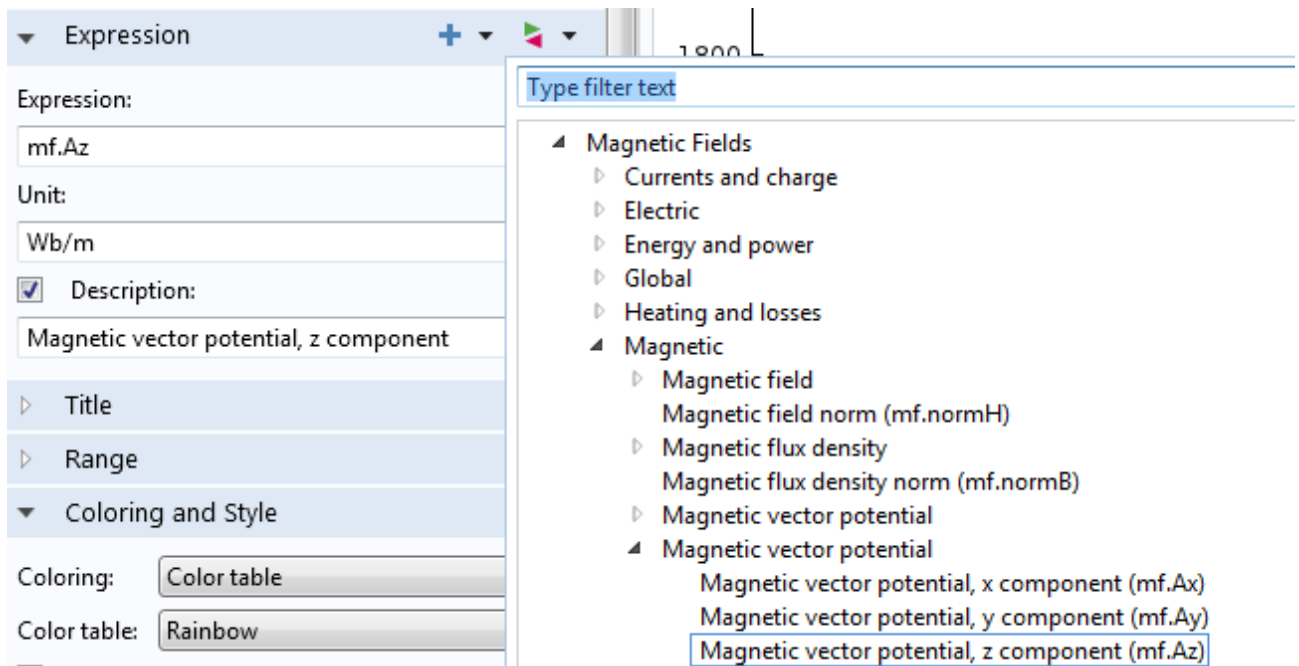 Expression
1800
Type filter text
Expression:
mf.Az
Unit:
Wb/m
Description:
Magnetic vector potential, z component
Title
Range
Coloring and Style
Coloring: Color table
Color table: Rainbow
Magnetic Fields
Currents and charge
Electric
Energy and power
Global
Heating and losses
Magnetic
Magnetic field
Magnetic field norm (mf.normH)
Magnetic flux density
Magnetic flux density norm (mf.normB)
Magnetic vector potential
Magnetic vector potential
Magnetic vector potential, x component (mf.Ax)
Magnetic vector potential, y component (mf.Ay)
Magnetic vector potential, z component (mf.Az)